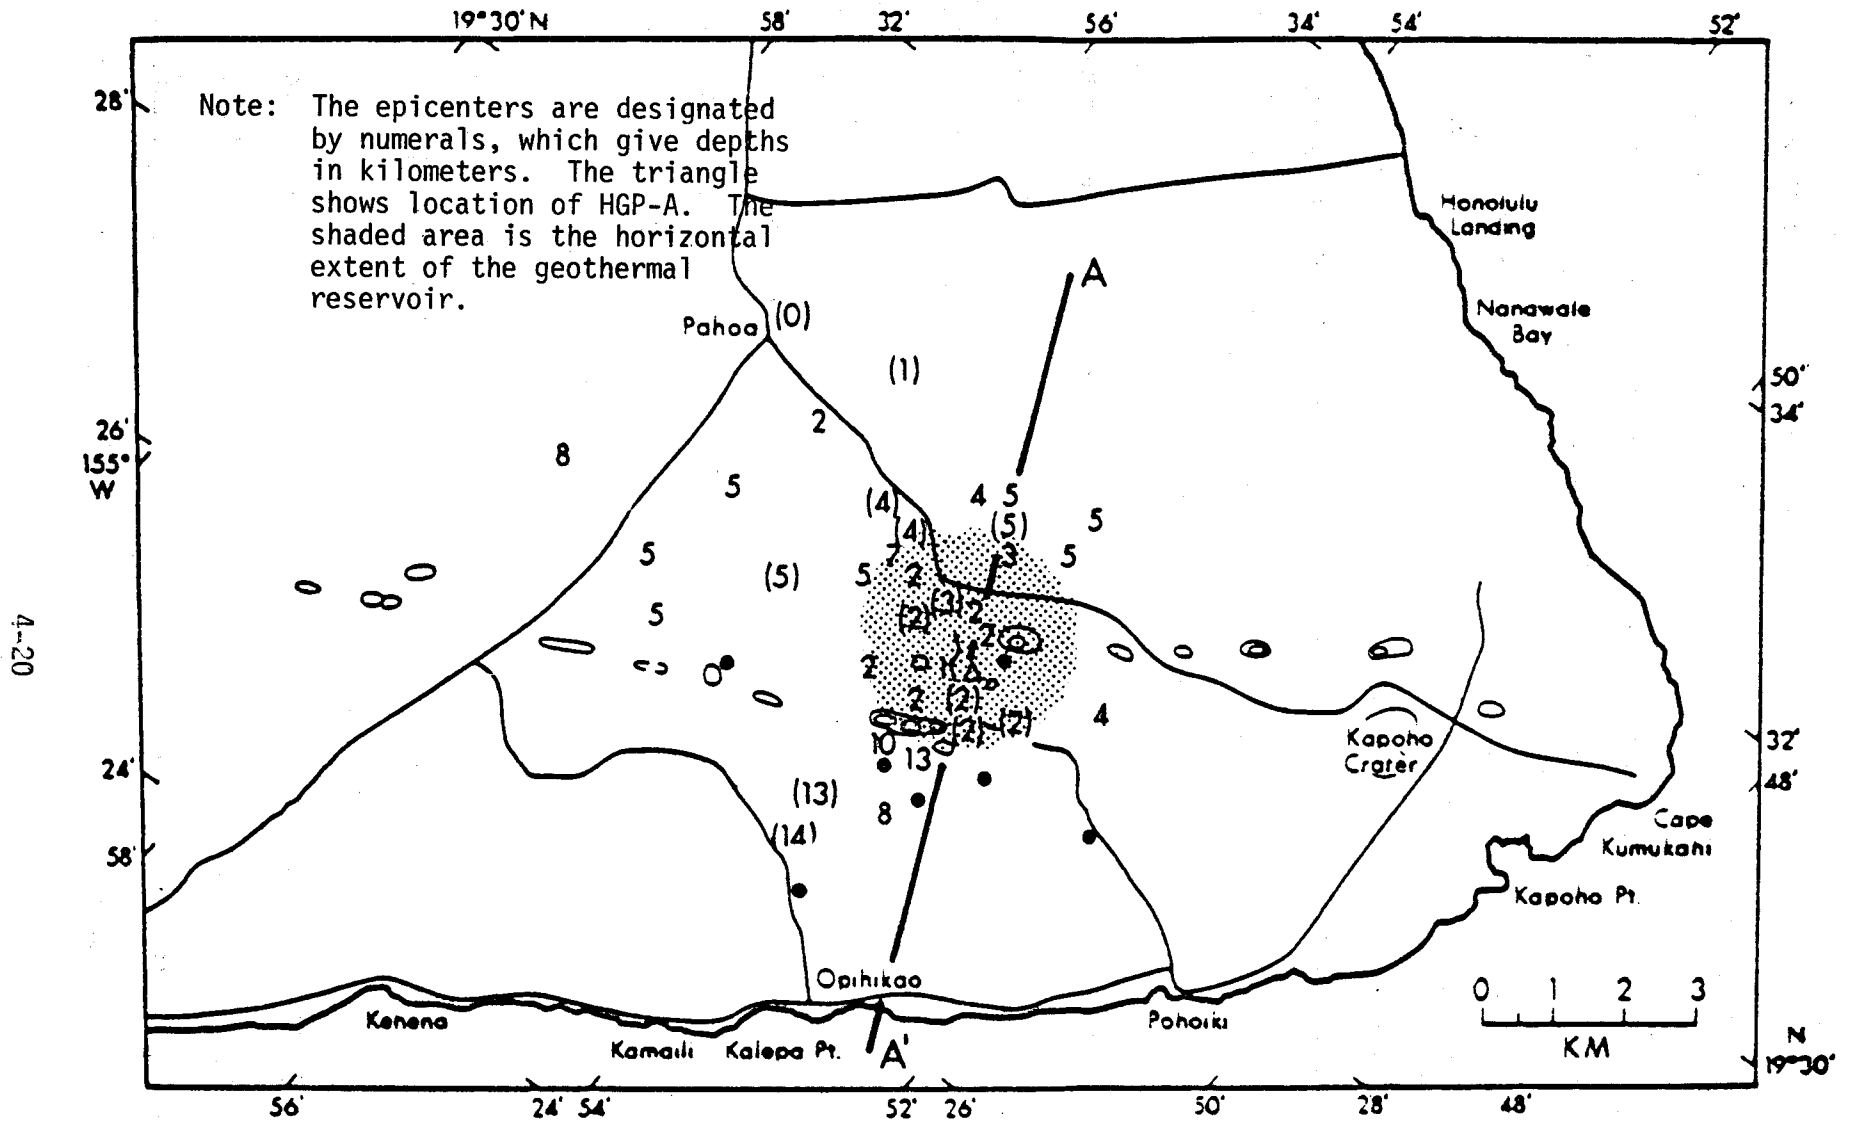 19°30' N 58' 32' 56' 34' 54' 52'
28'
Note: The epicenters are designated
by numerals, which give depths
in kilometers. The triangle
shows location of HGP-A. The
shaded area is the horizontal
extent of the geothermal
reservoir.
Honolulu
Landing
A
Nanawale
Bay
Pahoa (0)
(1)
50'
34'
2
26'
155°
W
8
5
(4) 4 5
(4) (5) 5
5 7 3 5
(5) 5 2
5 (2) (3) 2
2
4-20
2
2 (2)
(2) (2) 4
10 13
Kapoho
Crater
32'
48'
24'
(13) 8
(14)
58'
Cape
Kumukahi
Kapoho Pt.
Opihikao
0 1 2 3
KM
Kehena
Pohoiki
Kamaili Kalepa Pt. A'
N
19°30'
56' 24' 54' 52' 26' 50' 28' 48'